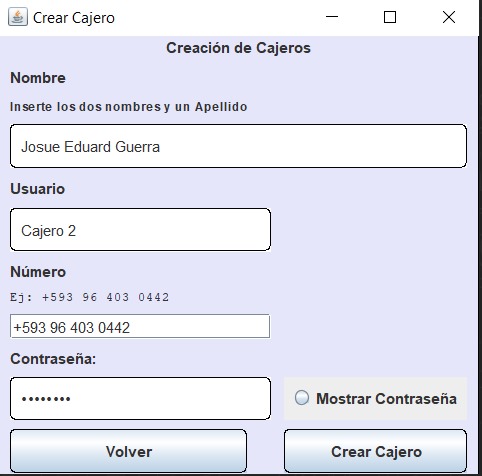 Crear Cajero
Creación de Cajeros
Nombre
Inserte los dos nombres y un Apellido
Josue Eduard Guerra
Usuario
Cajero 2
Número
Ej: +593 96 403 0442
+593 96 403 0442
Contraseña:
••••••••
Mostrar Contraseña
Volver
Crear Cajero